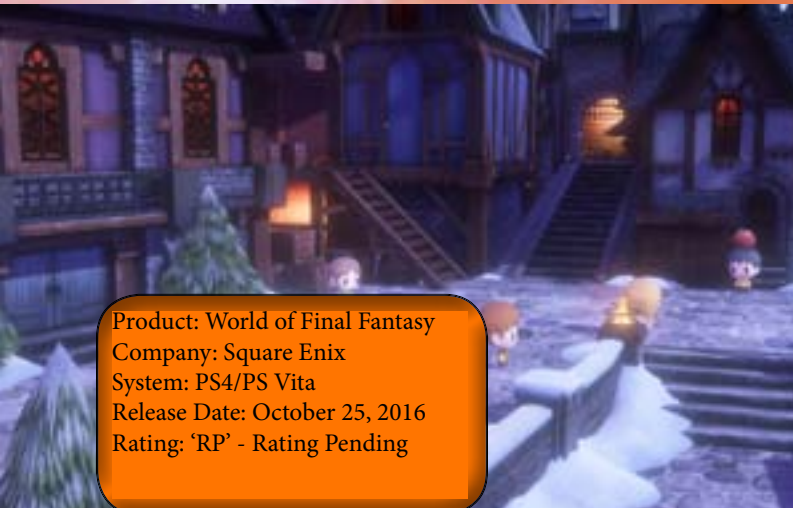 Product: World of Final Fantasy
Company: Square Enix
System: PS4/PS Vita
Release Date: October 25, 2016
Rating: ‘RP’ - Rating Pending